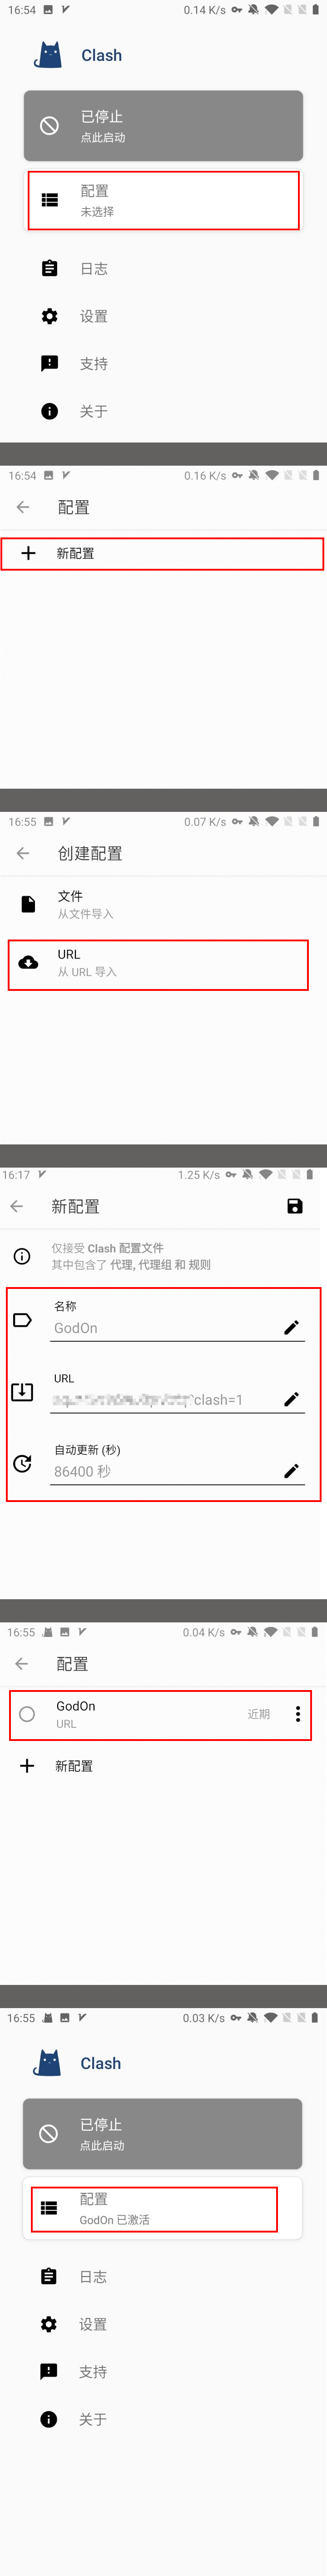 16:54
0.14 K/s
Clash
已停止
点此启动
配置
未选择
日志
设置
支持
关于
16:54
0.16 K/s
配置
新配置
16:55
0.07 K/s
创建配置
文件
从文件导入
URL
从 URL 导入
16:17
1.25 K/s
新配置
仅接受 Clash 配置文件
其中包含了 代理, 代理组 和 规则
名称
GodOn
URL
?clash=1
自动更新 (秒)
86400 秒
16:55
0.04 K/s
配置
GodOn
近期
URL
新配置
16:55
0.03 K/s
Clash
已停止
点此启动
配置
GodOn 已激活
日志
设置
支持
关于